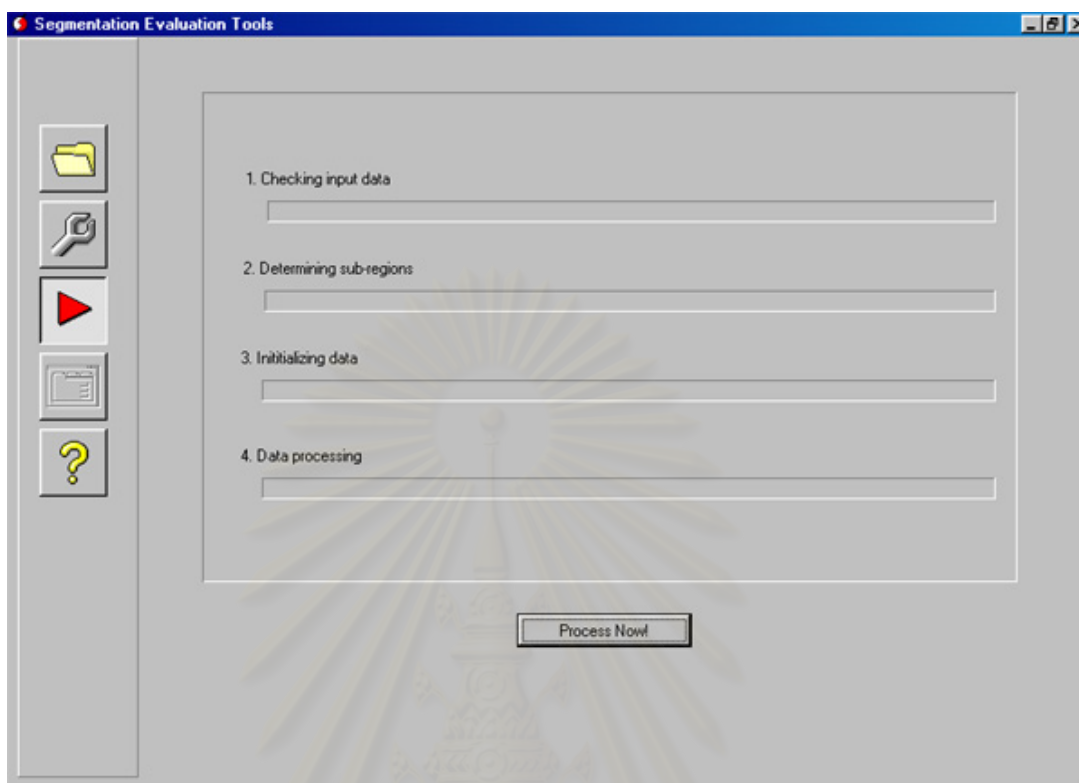 Segmentation Evaluation Tools
1. Checking input data
2. Determining sub-regions
3. Inititializing data
4. Data processing
Process Now!